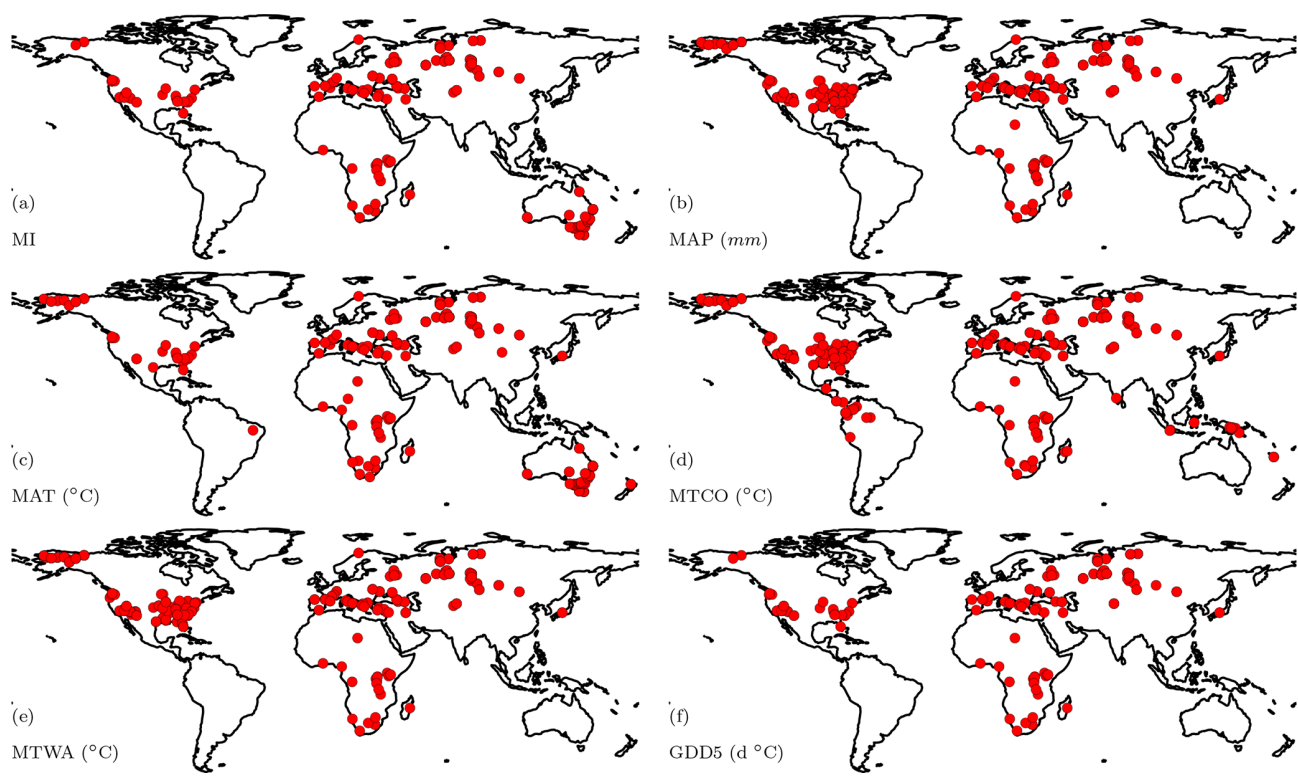 (a)
MI
(b)
MAP (mm)
(c)
MAT (°C)
(d)
MTCO (°C)
(e)
MTWA (°C)
(f)
GDD5 (d °C)